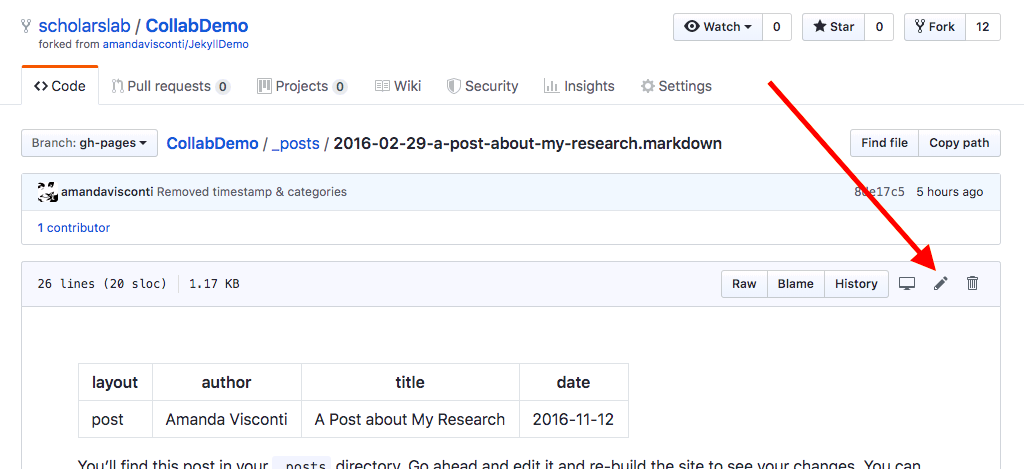 scholarslab / CollabDemo
forked from amandavisconti/JekyllDemo
Watch 0 Star 0 Fork 12
Code Pull requests 0 Projects 0 Wiki Security Insights Settings
Branch: gh-pages CollabDemo / _posts / 2016-02-29-a-post-about-my-research.markdown Find file Copy path
amandavisconti Removed timestamp & categories 5 hours ago
1 contributor
26 lines (20 sloc) 1.17 KB Raw Blame History
layout author title date
post Amanda Visconti A Post about My Research 2016-11-12
You'll find this post in your _posts directory. Go ahead and edit it and re-build the site to see your changes. You can